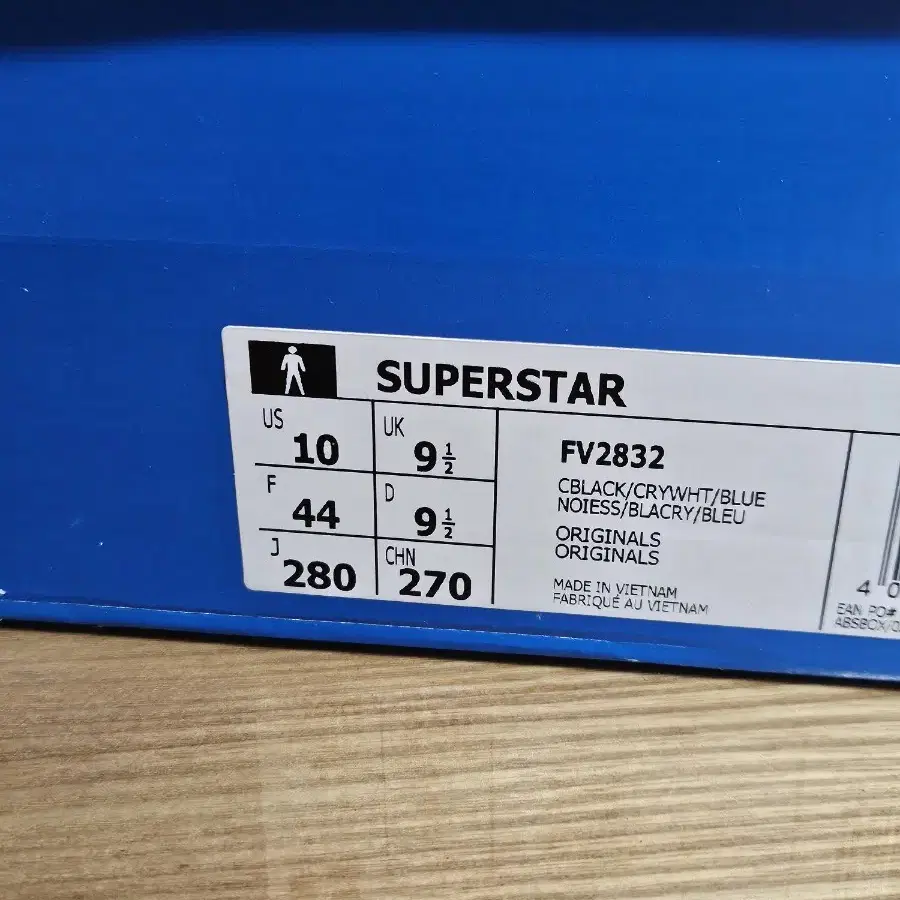 SUPERSTAR
US 10
UK 9 1/2
F 44
D 9 1/2
J 280
CHN 270
FV2832
CBLACK/CRYWHT/BLUE
NOIESS/BLACRY/BLEU
ORIGINALS
ORIGINALS
MADE IN VIETNAM
FABRIQUÉ AU VIETNAM
4 0
EAN PO#
ABSBOX/